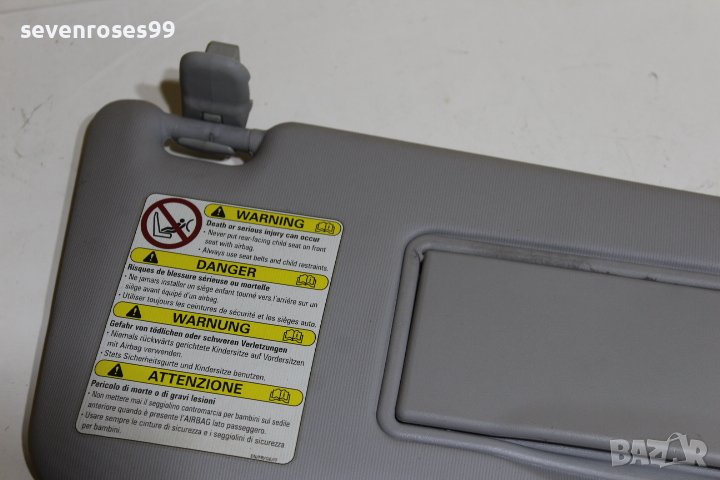 sevenroses99
WARNING
Death or serious injury can occur
• Never put rear-facing child seat on front
seat with airbag.
• Always use seat belts and child restraints.
DANGER
Risques de blessure sérieuse ou mortelle
• Ne jamais installer un siège enfant tourné vers l'arrière sur un
siège avant équipé d'un airbag.
• Utiliser toujours les ceintures de sécurité et les sièges auto.
WARNUNG
Gefahr von tödlichen oder schweren Verletzungen
• Niemals rückwärts gerichtete Kindersitze auf Vordersitzen
mit Airbag verwenden.
• Stets Sicherheitsgurte und Kindersitze benutzen.
ATTENZIONE
Pericolo di morte o di gravi lesioni
• Non mettere mai il seggiolino contromarcia per bambini sul sedile
anteriore quando è presente l'AIRBAG lato passeggero.
• Usare sempre le cinture di sicurezza e i seggiolini di sicurezza
per bambini.
BAZAR